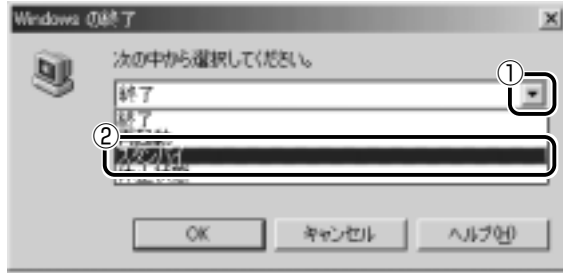 Windows の終了
次の中から選択してください。
①
終了
終了
②
スタンバイ
OK キャンセル ヘルプ(H)